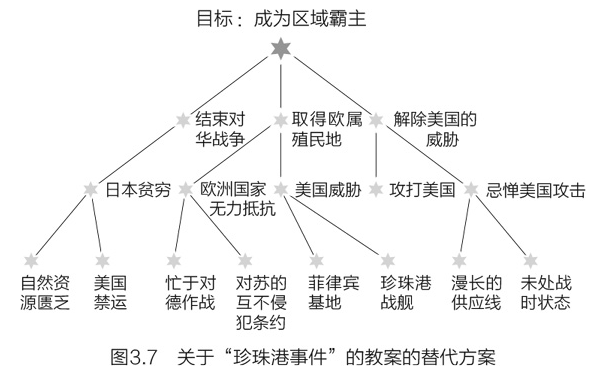 目标：成为区域霸主
结束对
华战争
取得欧属
殖民地
解除美国的
威胁
日本贫穷
欧洲国家
无力抵抗
美国威胁
攻打美国
忌惮美国攻击
自然资
源匮乏
美国
禁运
忙于对
德作战
对苏的
互不侵
犯条约
菲律宾
基地
珍珠港
战舰
漫长的
供应线
未处战
时状态
图3.7 关于“珍珠港事件”的教案的替代方案